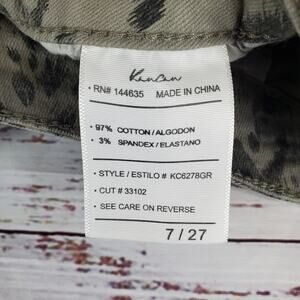 KanCan
• RN# 144635 MADE IN CHINA
• 97% COTTON / ALGODON
• 3% SPANDEX / ELASTANO
• STYLE / ESTILO # KC6278GR
• CUT # 33102
• SEE CARE ON REVERSE
7 / 27